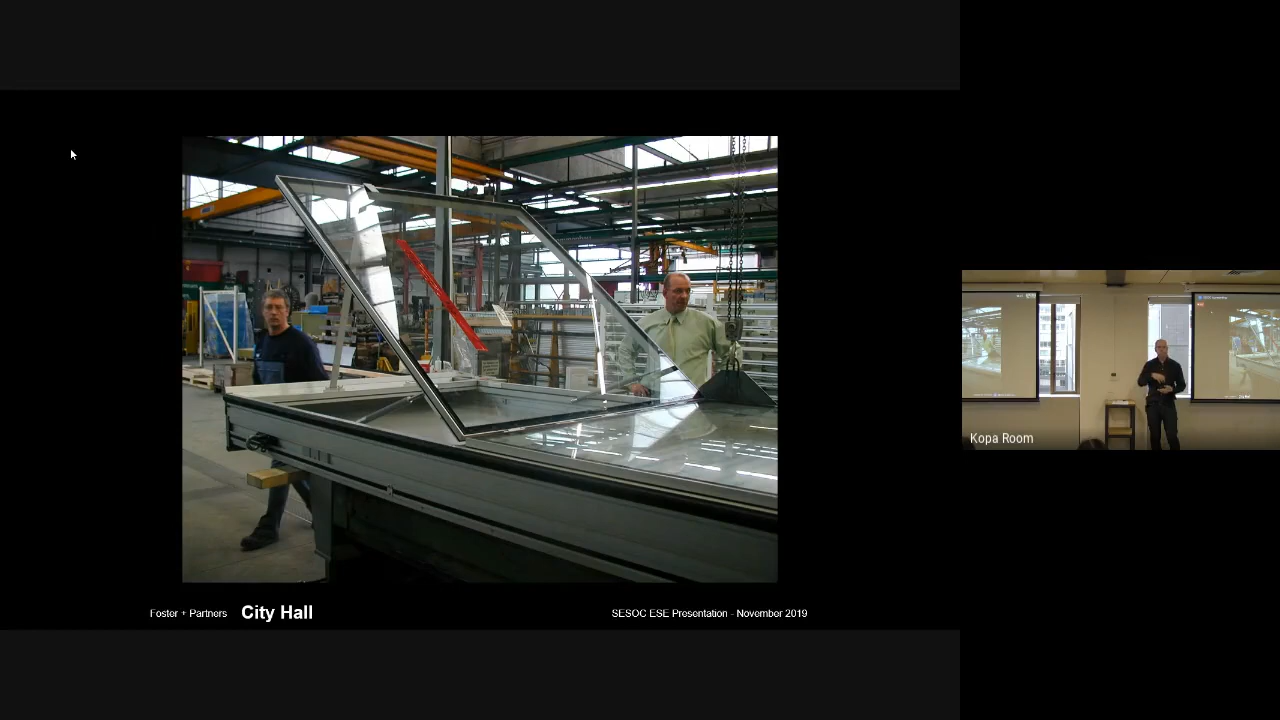 Foster + Partners City Hall
SESOC ESE Presentation - November 2019
Kopa Room